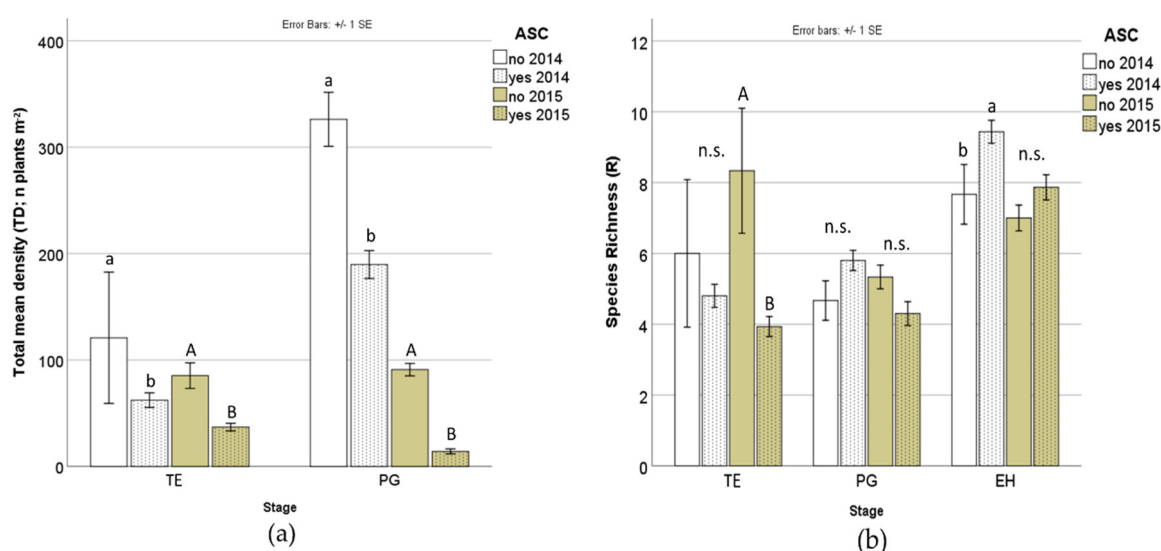 Error Bars: +/- 1 SE
Total mean density (TD; n plants m⁻²)
400
300
200
100
0
a
b
A
B
a
b
A
B
TE
PG
Stage
(a)
ASC
no 2014
yes 2014
no 2015
yes 2015
Error bars: +/- 1 SE
Species Richness (R)
12
10
8
6
4
2
0
n.s.
A
B
n.s.
n.s.
b
a
n.s.
TE
PG
EH
Stage
(b)
ASC
no 2014
yes 2014
no 2015
yes 2015